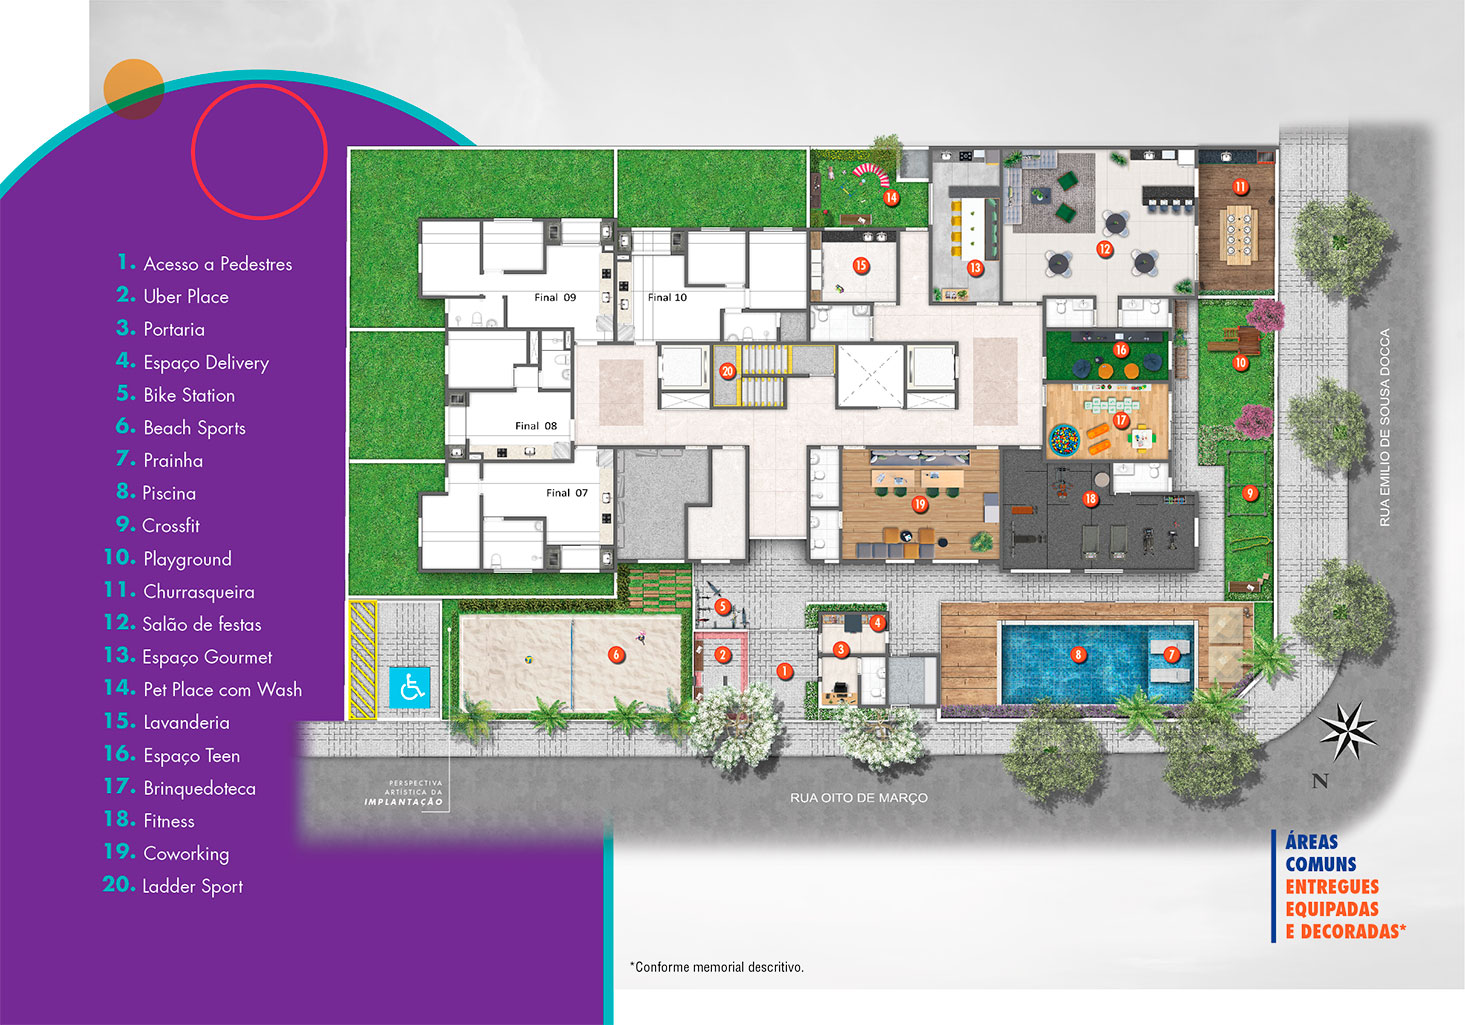 1. Acesso a Pedestres
2. Uber Place
3. Portaria
4. Espaço Delivery
5. Bike Station
6. Beach Sports
7. Prainha
8. Piscina
9. Crossfit
10. Playground
11. Churrasqueira
12. Salão de festas
13. Espaço Gourmet
14. Pet Place com Wash
15. Lavanderia
16. Espaço Teen
17. Brinquedoteca
18. Fitness
19. Coworking
20. Ladder Sport
14
11
12
13
15
Final 09
Final 10
16
10
20
17
Final 08
Final 07
19
18
9
5
4
3
2
6
1
8
7
RUA EMILIO DE SOUSA DOCCA
N
PERSPECTIVA
ARTÍSTICA DA
IMPLANTAÇÃO
RUA OITO DE MARÇO
ÁREAS
COMUNS
ENTREGUES
EQUIPADAS
E DECORADAS*
*Conforme memorial descritivo.